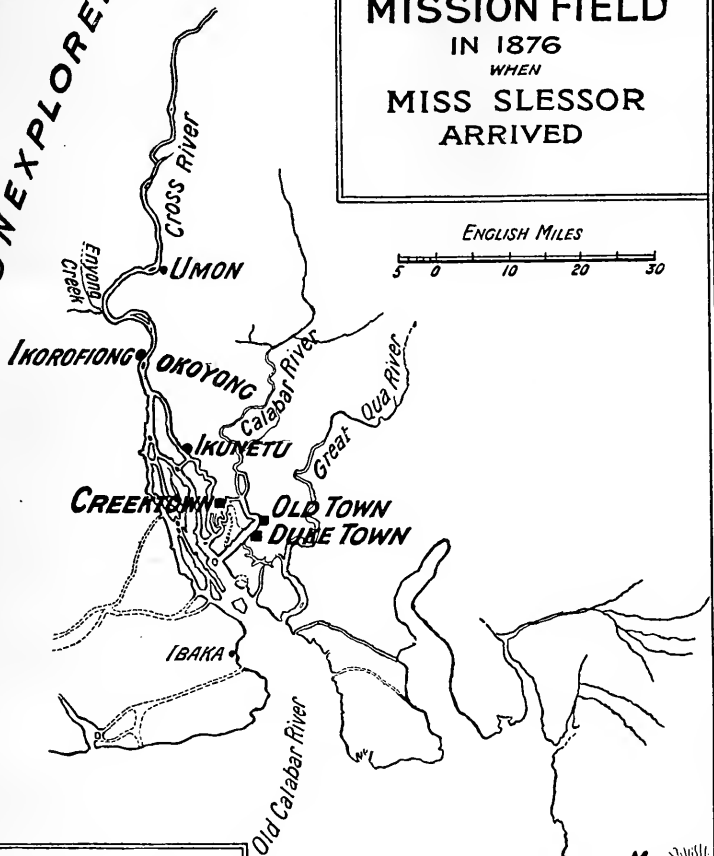 MISSION FIELD
IN 1876
WHEN
MISS SLESSOR
ARRIVED
Cross River
ENGLISH MILES
5 0 10 20 30
Enyong
Creek
UMON
IKOROFIONG
OKOYONG
Calabar River
Great Qua River
IKUNETU
CREEKTOWN
OLD TOWN
DUKE TOWN
IBAKA
Old Calabar River